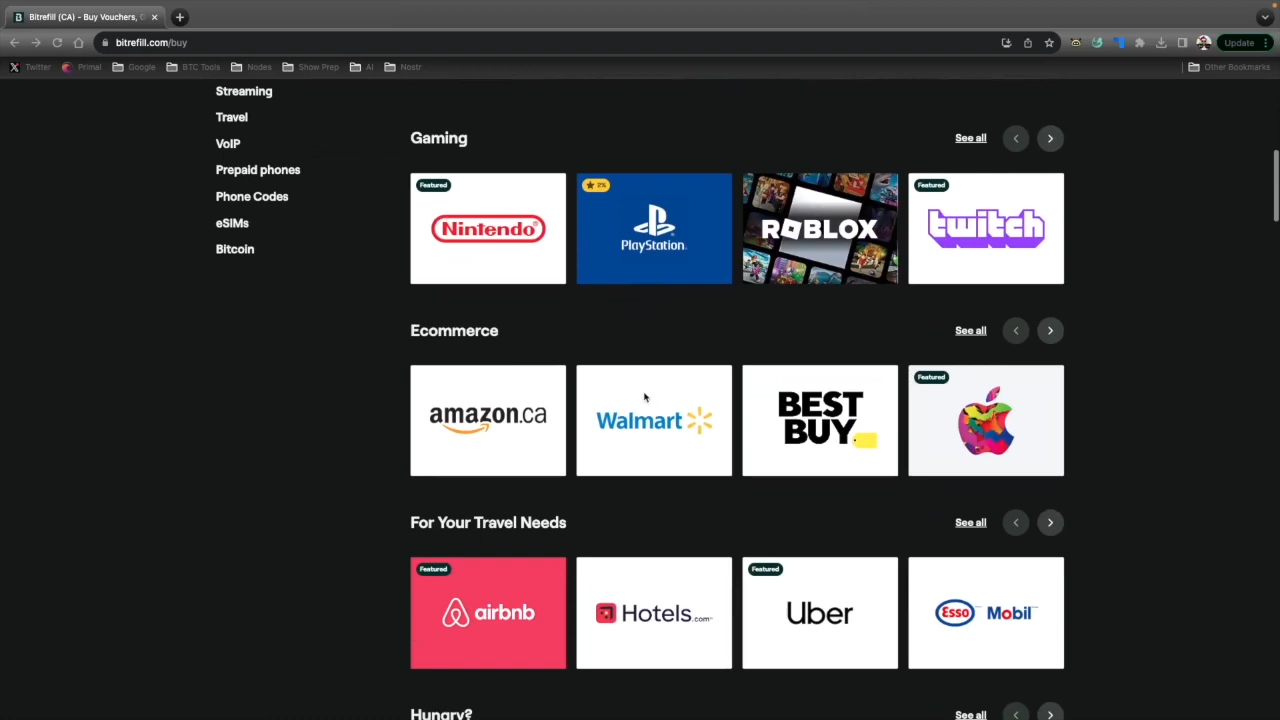 Bitrefill (CA) - Buy Vouchers,
bitrefill.com/buy
Update
Twitter
Primal
Google
BTC Tools
Nodes
Show Prep
AI
Nostr
Other Bookmarks
Streaming
Travel
VoIP
Prepaid phones
Phone Codes
eSIMs
Bitcoin
Gaming
See all
Featured
Nintendo
2%
PlayStation
ROBLOX
Featured
twitch
Ecommerce
See all
amazon.ca
Walmart
BEST
BUY
Featured
For Your Travel Needs
See all
Featured
airbnb
Hotels.com
Featured
Uber
Esso
Mobil
Hungry?
See all